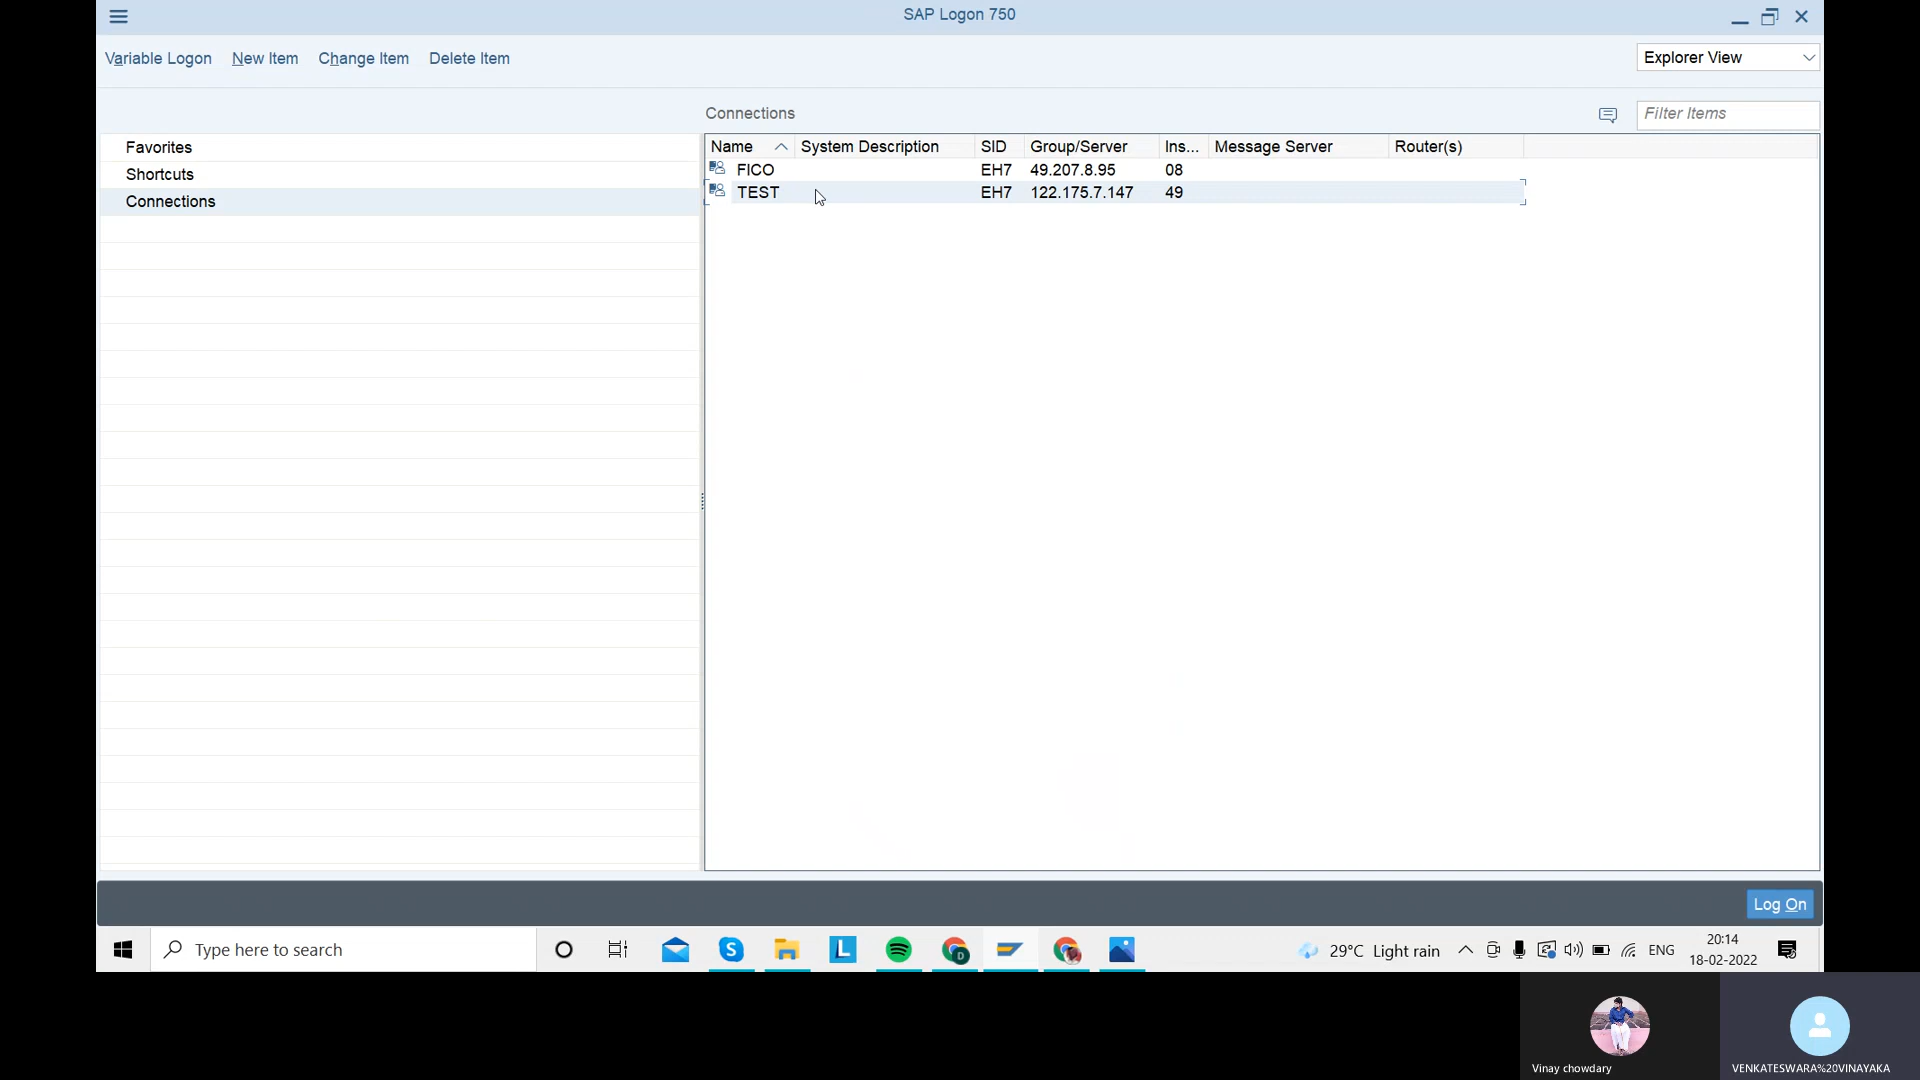 SAP Logon 750
Variable Logon New Item Change Item Delete Item
Explorer View
Connections
Filter Items
Favorites
Shortcuts
Connections
Name System Description SID Group/Server Ins... Message Server Router(s)
FICO EH7 49.207.8.95 08
TEST EH7 122.175.7.147 49
Log On
Type here to search
L
S
D
29°C Light rain
ENG
20:14
18-02-2022
Vinay chowdary
VENKATESWARA%20VINAYAKA